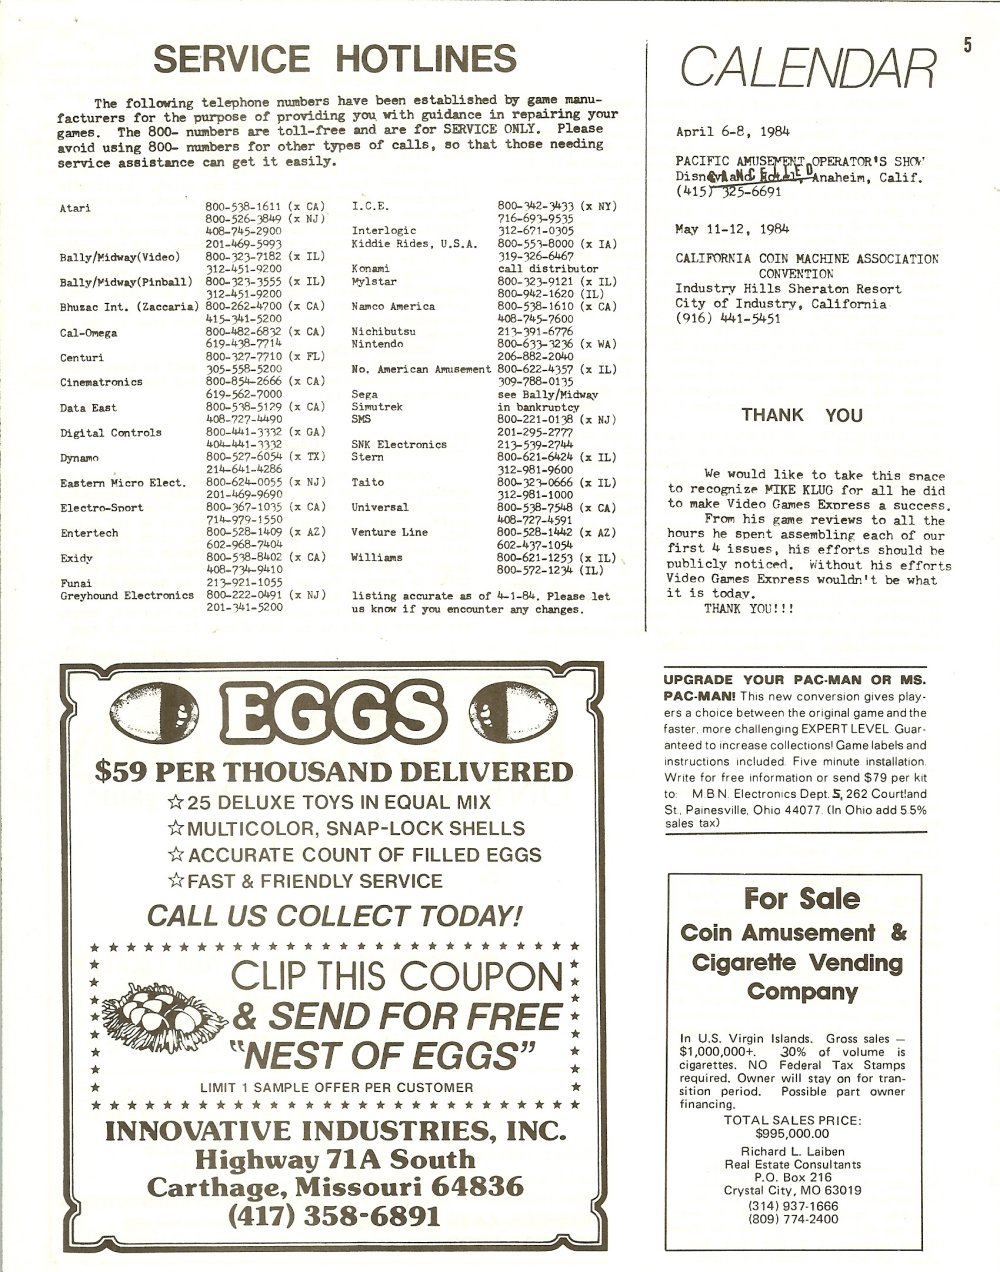 5
SERVICE HOTLINES
The following telephone numbers have been established by game manu-
facturers for the purpose of providing you with guidance in repairing your
games. The 800- numbers are toll-free and are for SERVICE ONLY. Please
avoid using 800- numbers for other types of calls, so that those needing
service assistance can get it easily.
Atari 800-538-1611 (x CA)
800-526-3849 (x NJ)
408-745-2900
201-469-5993
Bally/Midway(Video) 800-323-7182 (x IL)
312-451-9200
Bally/Midway(Pinball) 800-323-3555 (x IL)
312-451-9200
Bhuzac Int. (Zaccaria) 800-262-4700 (x CA)
415-341-5200
Cal-Omega 800-482-6832 (x CA)
619-438-7714
Centuri 800-327-7710 (x FL)
305-558-5200
Cinematronics 800-854-2666 (x CA)
619-562-7000
Data East 800-538-5129 (x CA)
408-727-4490
Digital Controls 800-441-3332 (x GA)
404-441-3332
Dynamo 800-527-6054 (x TX)
214-641-4286
Eastern Micro Elect. 800-624-0055 (x NJ)
201-469-9690
Electro-Sport 800-367-1035 (x CA)
714-979-1550
Entertech 800-528-1409 (x AZ)
602-968-7404
Exidy 800-538-8402 (x CA)
408-734-9410
Funai 213-921-1055
Greyhound Electronics 800-222-0491 (x NJ)
201-341-5200
I.C.E. 800-342-3433 (x NY)
716-693-9535
Interlogic 312-671-0305
Kiddie Rides, U.S.A. 800-553-8000 (x IA)
319-326-6467
Konami call distributor
Mylstar 800-323-9121 (x IL)
800-942-1620 (IL)
Namco America 800-538-1610 (x CA)
408-745-7600
Nichibutsu 213-391-6776
Nintendo 800-633-3236 (x WA)
206-882-2040
No. American Amusement 800-622-4357 (x IL)
309-788-0135
Sega see Bally/Midway
Simutrek in bankruptcy
SMS 800-221-0138 (x NJ)
201-295-2777
SNK Electronics 213-539-2744
Stern 800-621-6424 (x IL)
312-981-9600
Taito 800-323-0666 (x IL)
312-981-1000
Universal 800-538-7548 (x CA)
408-727-4591
Venture Line 800-528-1442 (x AZ)
602-437-1054
Williams 800-621-1253 (x IL)
800-572-1234 (IL)
listing accurate as of 4-1-84. Please let
us know if you encounter any changes.
CALENDAR
April 6-8, 1984
PACIFIC AMUSEMENT OPERATOR'S SHOW
CANCELLED
Disneyland Hotel, Anaheim, Calif.
(415) 325-6691
May 11-12, 1984
CALIFORNIA COIN MACHINE ASSOCIATION
CONVENTION
Industry Hills Sheraton Resort
City of Industry, California
(916) 441-5451
THANK YOU
We would like to take this space
to recognize MIKE KLUG for all he did
to make Video Games Express a success.
From his game reviews to all the
hours he spent assembling each of our
first 4 issues, his efforts should be
publicly noticed. Without his efforts
Video Games Express wouldn't be what
it is today.
THANK YOU!!!
EGGS
$59 PER THOUSAND DELIVERED
☆25 DELUXE TOYS IN EQUAL MIX
☆MULTICOLOR, SNAP-LOCK SHELLS
☆ACCURATE COUNT OF FILLED EGGS
☆FAST & FRIENDLY SERVICE
CALL US COLLECT TODAY!
CLIP THIS COUPON
& SEND FOR FREE
"NEST OF EGGS"
LIMIT 1 SAMPLE OFFER PER CUSTOMER
INNOVATIVE INDUSTRIES, INC.
Highway 71A South
Carthage, Missouri 64836
(417) 358-6891
UPGRADE YOUR PAC-MAN OR MS.
PAC-MAN! This new conversion gives play-
ers a choice between the original game and the
faster, more challenging EXPERT LEVEL. Guar-
anteed to increase collections! Game labels and
instructions included. Five minute installation.
Write for free information or send $79 per kit
to: M.B.N. Electronics Dept. 5, 262 Courtland
St., Painesville, Ohio 44077. (In Ohio add 5.5%
sales tax)
For Sale
Coin Amusement &
Cigarette Vending
Company
In U.S. Virgin Islands. Gross sales —
$1,000,000+. 30% of volume is
cigarettes. NO Federal Tax Stamps
required. Owner will stay on for tran-
sition period. Possible part owner
financing.
TOTAL SALES PRICE:
$995,000.00
Richard L. Laiben
Real Estate Consultants
P.O. Box 216
Crystal City, MO 63019
(314) 937-1666
(809) 774-2400